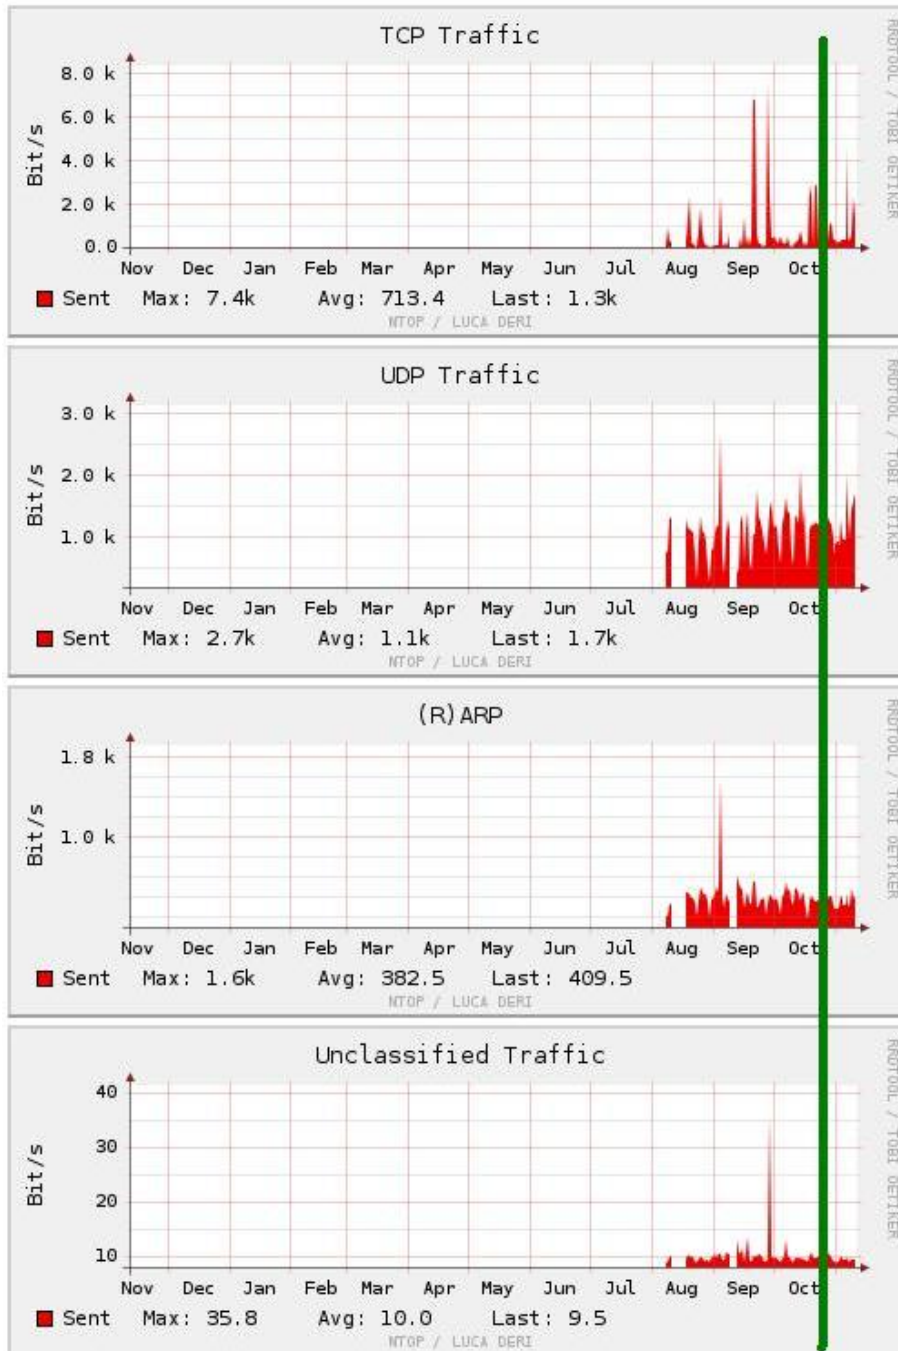 TCP Traffic
RRDTOOL / TOBI OETIKER
Bit/s
8.0 k
6.0 k
4.0 k
2.0 k
0.0
Nov Dec Jan Feb Mar Apr May Jun Jul Aug Sep Oct
Sent Max: 7.4k Avg: 713.4 Last: 1.3k
NTOP / LUCA DERI
UDP Traffic
RRDTOOL / TOBI OETIKER
Bit/s
3.0 k
2.0 k
1.0 k
Nov Dec Jan Feb Mar Apr May Jun Jul Aug Sep Oct
Sent Max: 2.7k Avg: 1.1k Last: 1.7k
NTOP / LUCA DERI
(R)ARP
RRDTOOL / TOBI OETIKER
Bit/s
1.8 k
1.0 k
Nov Dec Jan Feb Mar Apr May Jun Jul Aug Sep Oct
Sent Max: 1.6k Avg: 382.5 Last: 409.5
NTOP / LUCA DERI
Unclassified Traffic
RRDTOOL / TOBI OETIKER
Bit/s
40
30
20
10
Nov Dec Jan Feb Mar Apr May Jun Jul Aug Sep Oct
Sent Max: 35.8 Avg: 10.0 Last: 9.5
NTOP / LUCA DERI